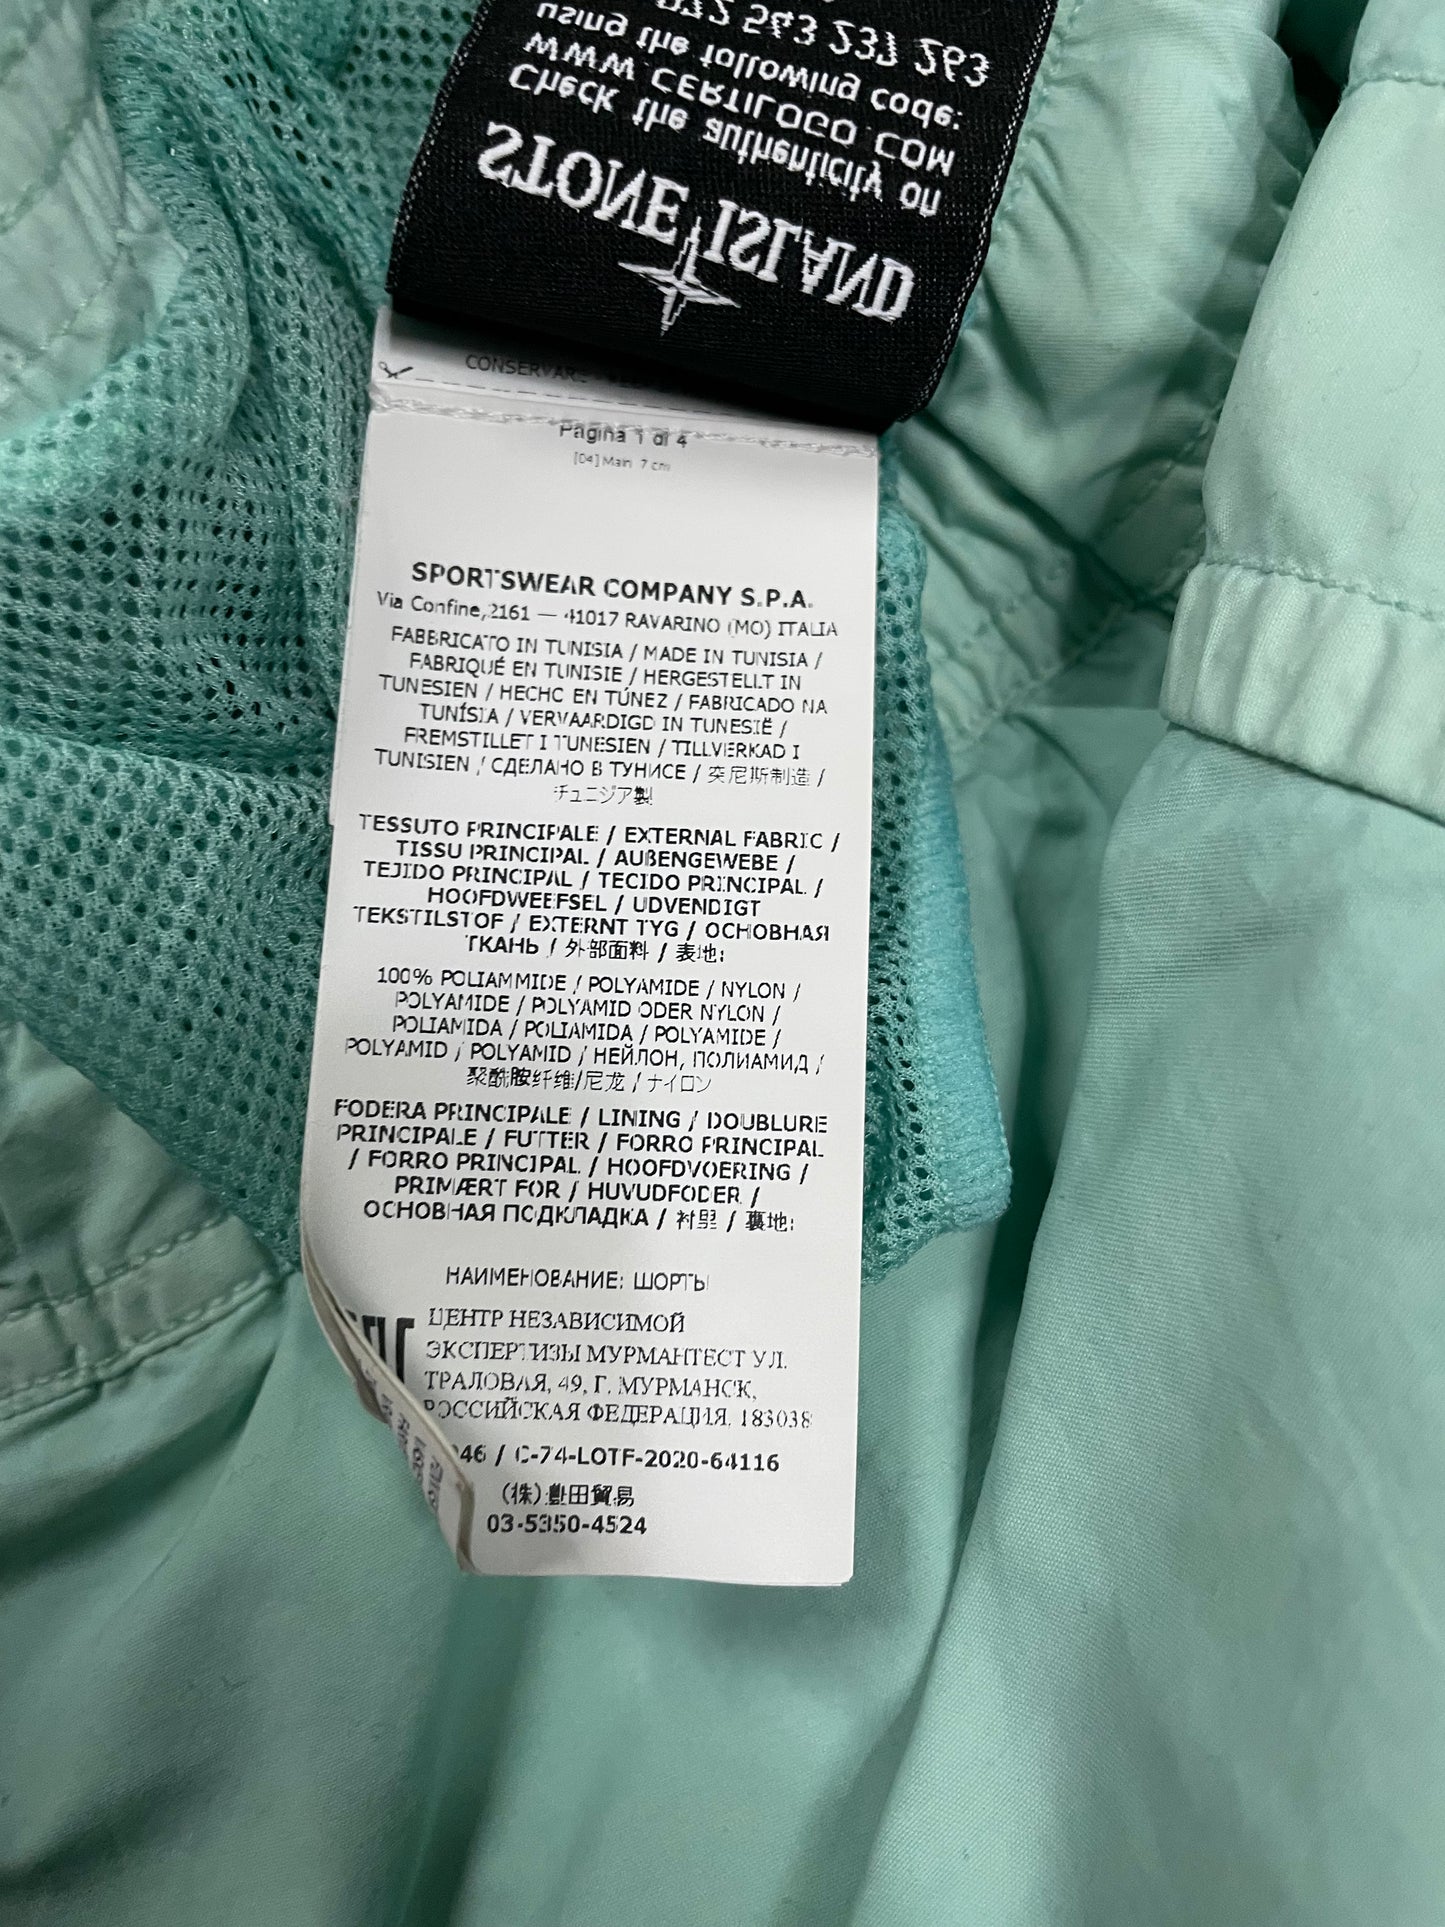 STONE ISLAND
Check the authenticity on
WWW.CERTILOGO.COM
using the following code:
543 237 263
Pagina 1 di 4
[04] Main 7 cm
SPORTSWEAR COMPANY S.P.A.
Via Confine, 2161 — 41017 RAVARINO (MO) ITALIA
FABBRICATO IN TUNISIA / MADE IN TUNISIA /
FABRIQUÉ EN TUNISIE / HERGESTELLT IN
TUNESIEN / HECHO EN TÚNEZ / FABRICADO NA
TUNÍSIA / VERVAARDIGD IN TUNESIË /
FREMSTILLET I TUNESIEN / TILLVERKAD I
TUNISIEN / СДЕЛАНО В ТУНИСЕ / 突尼斯制造 /
チュニジア製
TESSUTO PRINCIPALE / EXTERNAL FABRIC /
TISSU PRINCIPAL / AUßENGEWEBE /
TEJIDO PRINCIPAL / TECIDO PRINCIPAL /
HOOFDWEEFSEL / UDVENDIGT
TEKSTILSTOF / EXTERNT TYG / ОСНОВНАЯ
ТКАНЬ / 外部面料 / 表地:
100% POLIAMMIDE / POLYAMIDE / NYLON /
POLYAMIDE / POLYAMID ODER NYLON /
POLIAMIDA / POLIAMIDA / POLYAMIDE /
POLYAMID / POLYAMID / НЕЙЛОН, ПОЛИАМИД /
聚酰胺纤维/尼龙 / ナイロン
FODERA PRINCIPALE / LINING / DOUBLURE
PRINCIPALE / FUTTER / FORRO PRINCIPAL
/ FORRO PRINCIPAL / HOOFDVOERING /
PRIMÆRT FOR / HUVUDFODER /
ОСНОВНАЯ ПОДКЛАДКА / 衬里 / 裏地:
НАИМЕНОВАНИЕ: ШОРТЫ
ЦЕНТР НЕЗАВИСИМОЙ
ЭКСПЕРТИЗЫ МУРМАНТЕСТ УЛ.
ТРАЛОВАЯ, 49, Г. МУРМАНСК,
РОССИЙСКАЯ ФЕДЕРАЦИЯ, 183038
46 / C-74-LOTF-2020-64116
(株)豊田貿易
03-5350-4524